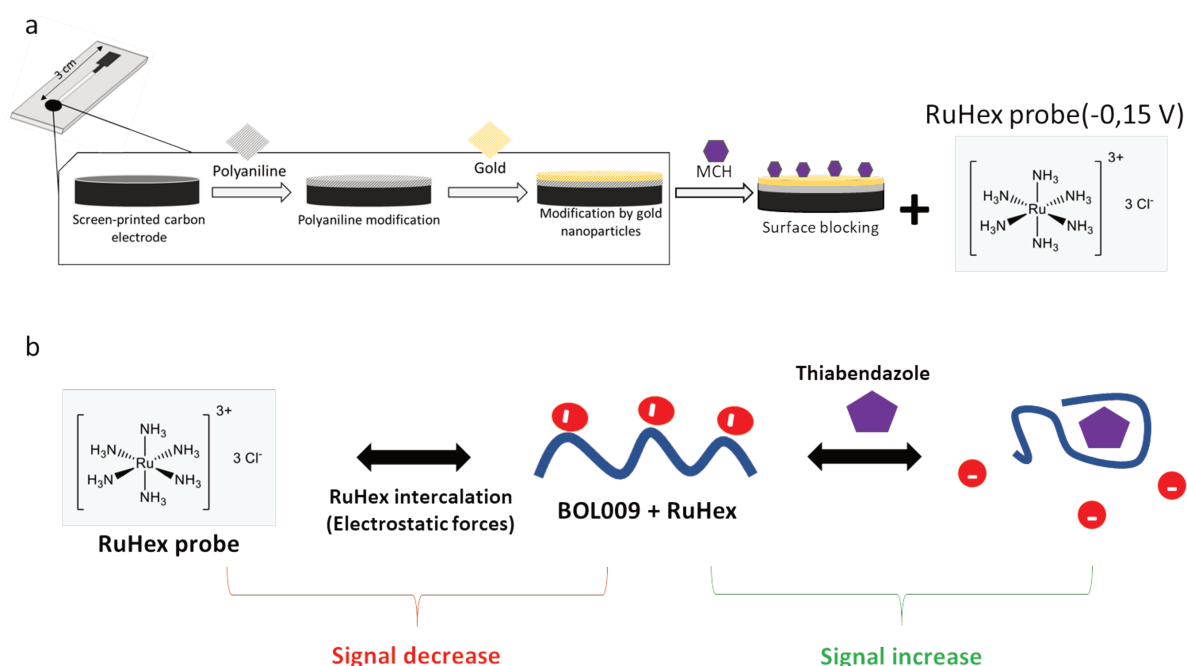 a
3 cm
RuHex probe(-0,15 V)
Polyaniline
Gold
MCH
Screen-printed carbon
electrode
Polyaniline modification
Modification by gold
nanoparticles
Surface blocking
+
3+
NH₃
H₃N
NH₃
Ru
H₃N
NH₃
NH₃
3 Cl⁻
b
Thiabendazole
3+
NH₃
H₃N
NH₃
Ru
H₃N
NH₃
NH₃
3 Cl⁻
RuHex probe
RuHex intercalation
(Electrostatic forces)
BOL009 + RuHex
-
-
-
-
-
-
Signal decrease
Signal increase